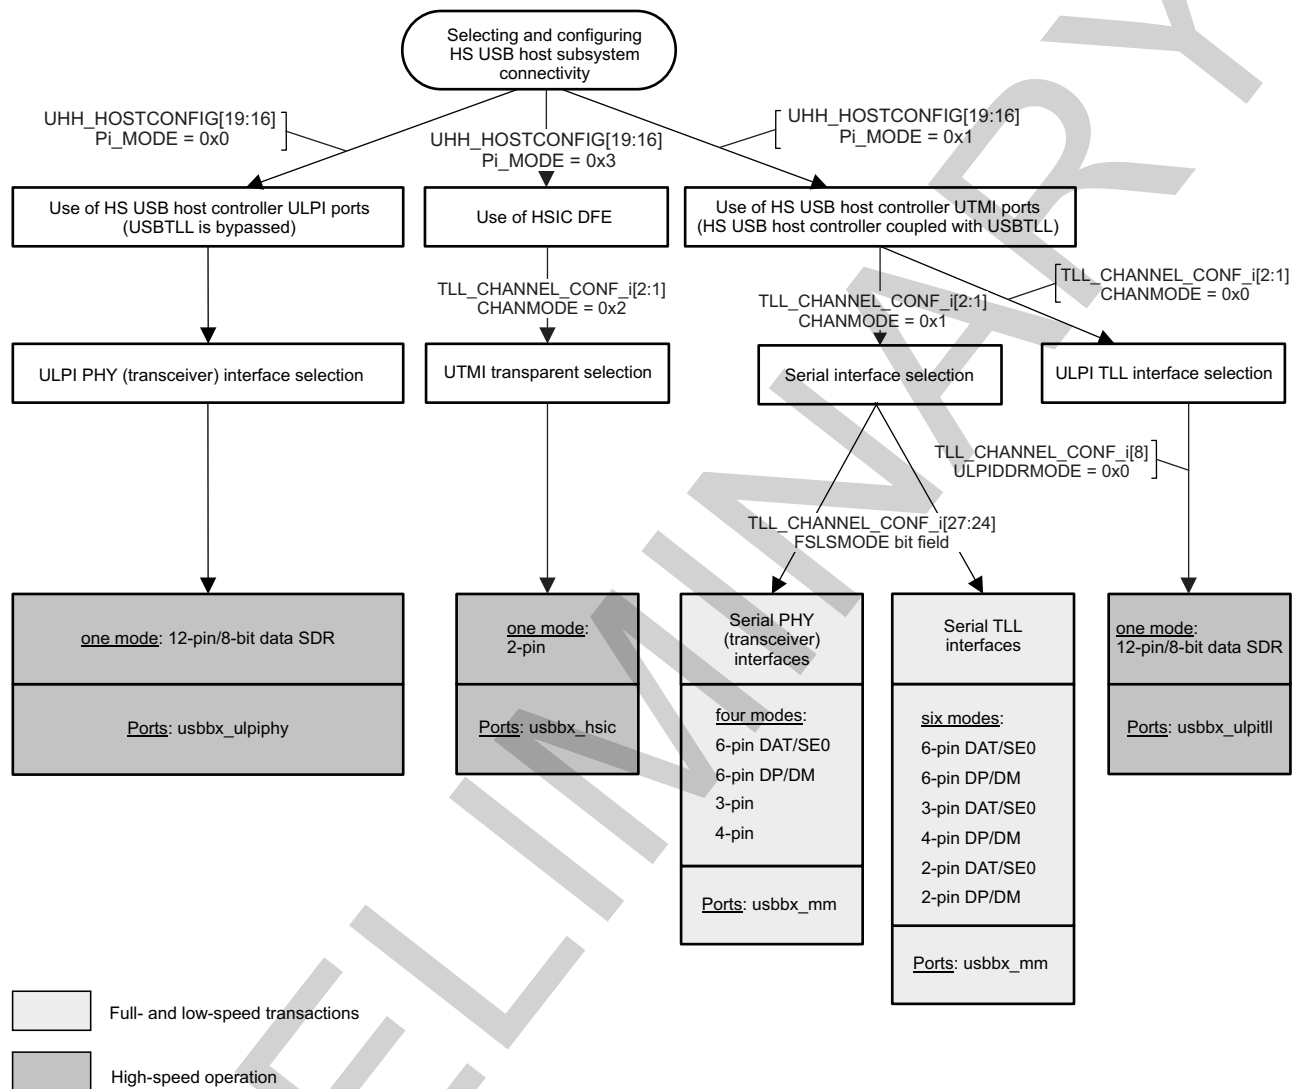 Selecting and configuring
HS USB host subsystem
connectivity
UHH_HOSTCONFIG[19:16]
Pi_MODE = 0x0
UHH_HOSTCONFIG[19:16]
Pi_MODE = 0x3
UHH_HOSTCONFIG[19:16]
Pi_MODE = 0x1
Use of HS USB host controller ULPI ports
(USBTLL is bypassed)
Use of HSIC DFE
Use of HS USB host controller UTMI ports
(HS USB host controller coupled with USBTLL)
TLL_CHANNEL_CONF_i[2:1]
CHANMODE = 0x2
TLL_CHANNEL_CONF_i[2:1]
CHANMODE = 0x1
TLL_CHANNEL_CONF_i[2:1]
CHANMODE = 0x0
ULPI PHY (transceiver) interface selection
UTMI transparent selection
Serial interface selection
ULPI TLL interface selection
TLL_CHANNEL_CONF_i[8]
ULPIDDRMODE = 0x0
TLL_CHANNEL_CONF_i[27:24]
FSLSMODE bit field
one mode: 12-pin/8-bit data SDR
Ports: usbbx_ulpiphy
one mode:
2-pin
Ports: usbbx_hsic
Serial PHY
(transceiver)
interfaces
four modes:
6-pin DAT/SE0
6-pin DP/DM
3-pin
4-pin
Ports: usbbx_mm
Serial TLL
interfaces
six modes:
6-pin DAT/SE0
6-pin DP/DM
3-pin DAT/SE0
4-pin DP/DM
2-pin DAT/SE0
2-pin DP/DM
Ports: usbbx_mm
one mode:
12-pin/8-bit data SDR
Ports: usbbx_ulpitll
Full- and low-speed transactions
High-speed operation
ELIMINARY